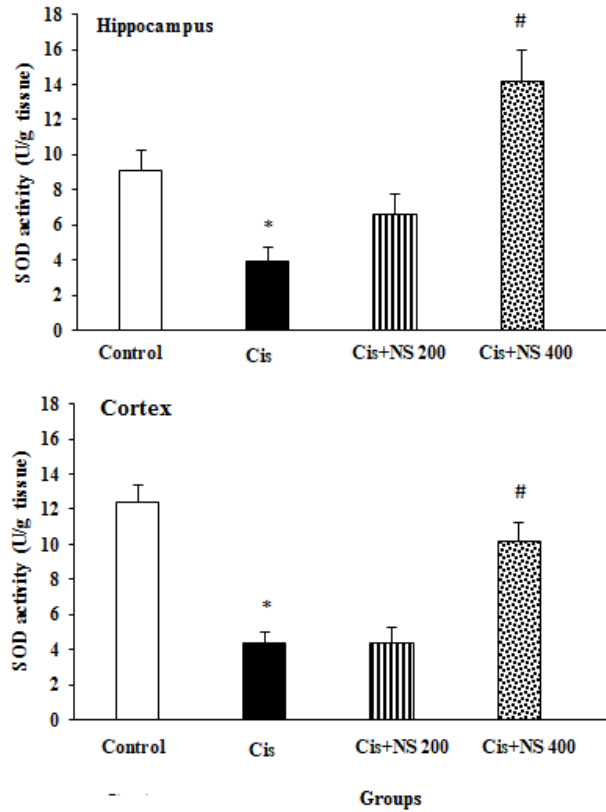 Hippocampus
SOD activity (U/g tissue)
18
16
14
12
10
8
6
4
2
0
#
*
Control
Cis
Cis+NS 200
Cis+NS 400
Cortex
SOD activity (U/g tissue)
18
16
14
12
10
8
6
4
2
0
#
*
Control
Cis
Cis+NS 200
Cis+NS 400
Groups